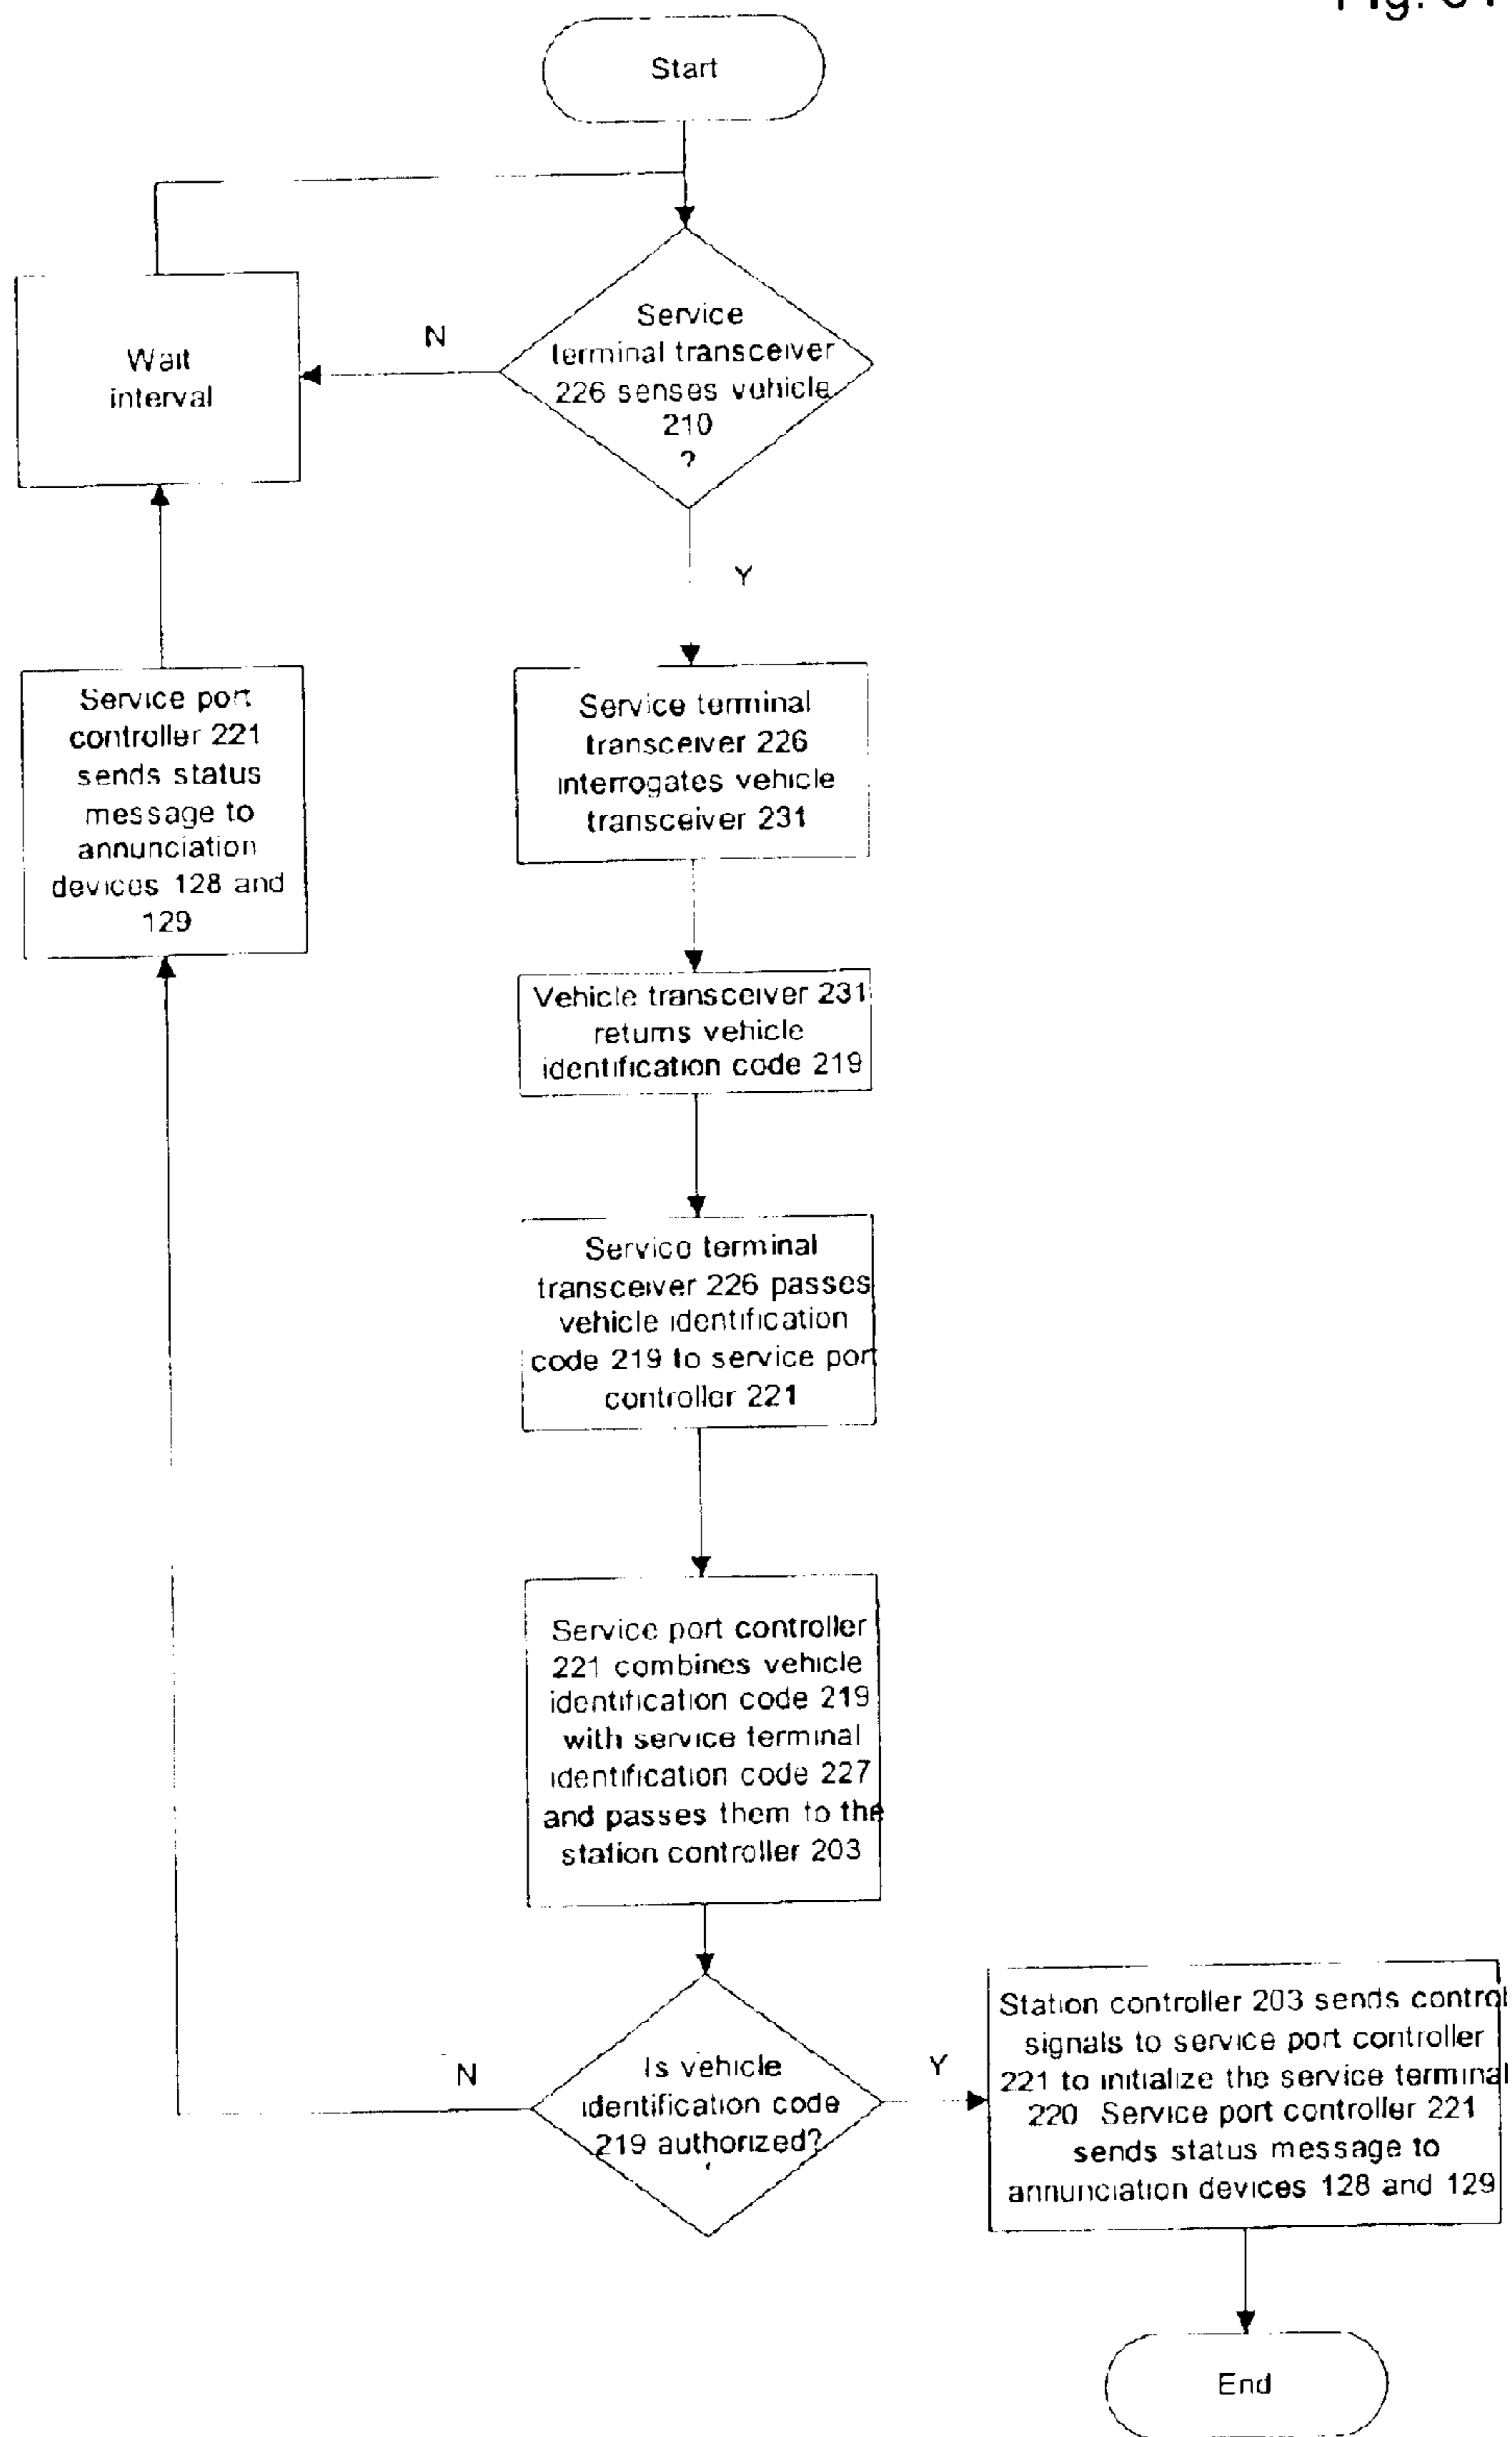 Start
Wait
interval
N
Service
terminal transceiver
226 senses vehicle
210
?
Y
Service port
controller 221
sends status
message to
annunciation
devices 128 and
129
Service terminal
transceiver 226
interrogates vehicle
transceiver 231
Vehicle transceiver 231
returns vehicle
identification code 219
Service terminal
transceiver 226 passes
vehicle identification
code 219 to service port
controller 221
Service port controller
221 combines vehicle
identification code 219
with service terminal
identification code 227
and passes them to the
station controller 203
N
Is vehicle
identification code
219 authorized?
Y
Station controller 203 sends control
signals to service port controller
221 to initialize the service terminal
220 Service port controller 221
sends status message to
annunciation devices 128 and 129
End